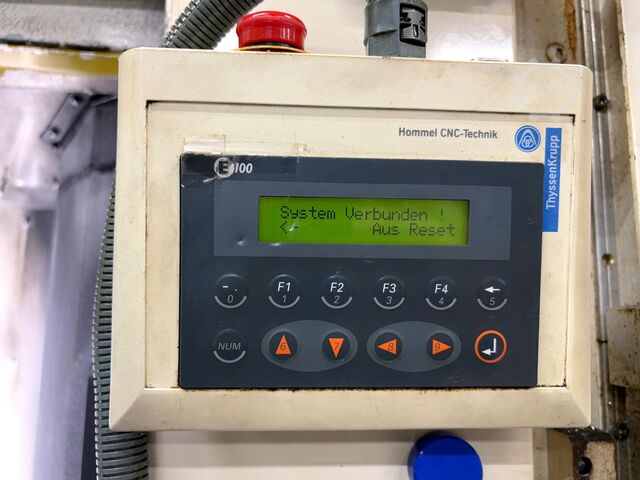 Hommel CNC-Technik
ThyssenKrupp
E100
System Verbunden !
<- Aus Reset
- . F1 F2 F3 F4 ←
0 1 2 3 4 5
NUM 6 7 8 9